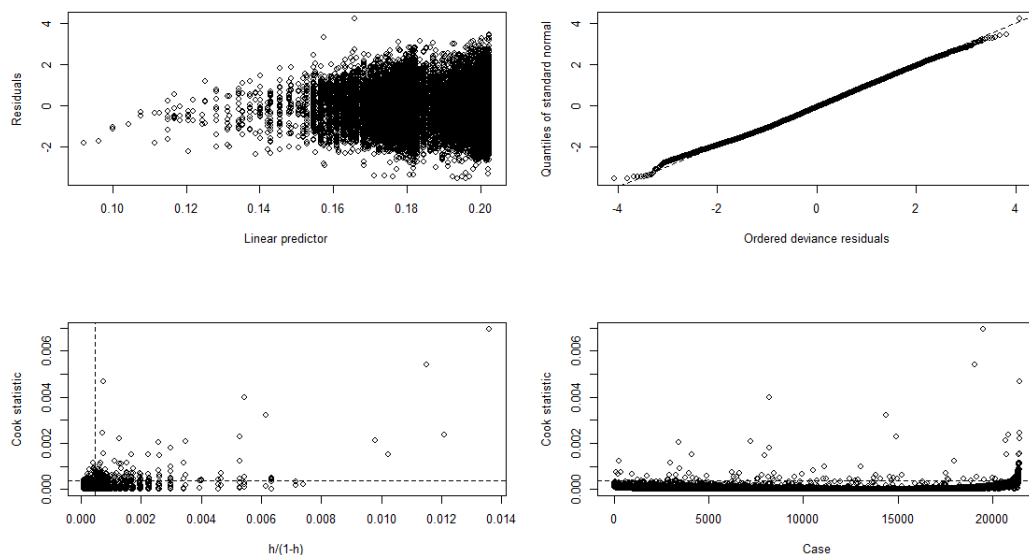 Residuals
4
2
0
-2
0.10 0.12 0.14 0.16 0.18 0.20
Linear predictor
Quantiles of standard normal
4
2
0
-2
-4 -2 0 2 4
Ordered deviance residuals
Cook statistic
0.006
0.004
0.002
0.000
0.000 0.002 0.004 0.006 0.008 0.010 0.012 0.014
h/(1-h)
Cook statistic
0.006
0.004
0.002
0.000
0 5000 10000 15000 20000
Case